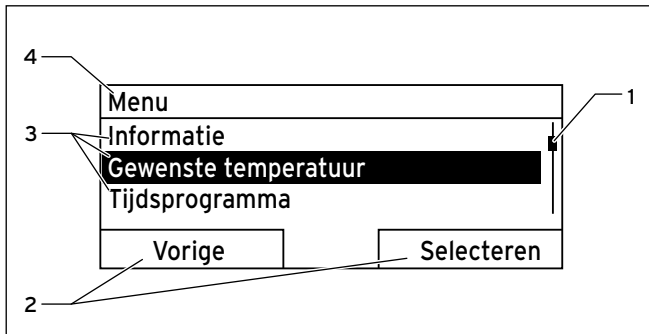 4
Menu
1
3
Informatie
Gewenste temperatuur
Tijdsprogramma
Vorige
Selecteren
2